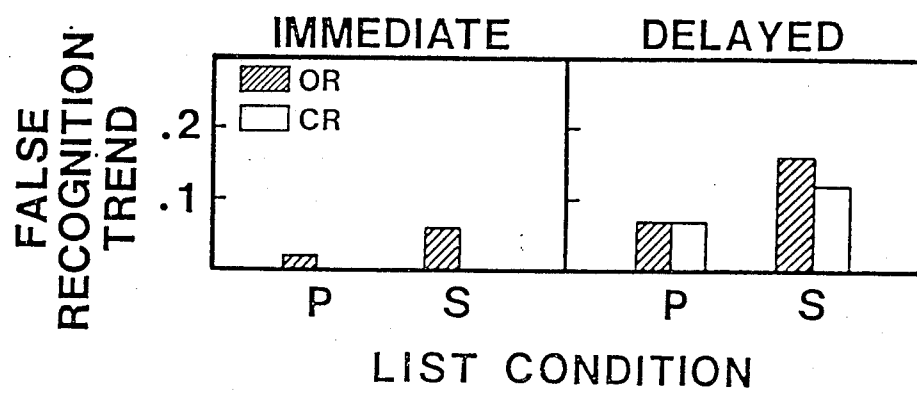 IMMEDIATE DELAYED
OR
CR
FALSE
RECOGNITION
TREND
.2
.1
P S P S
LIST CONDITION